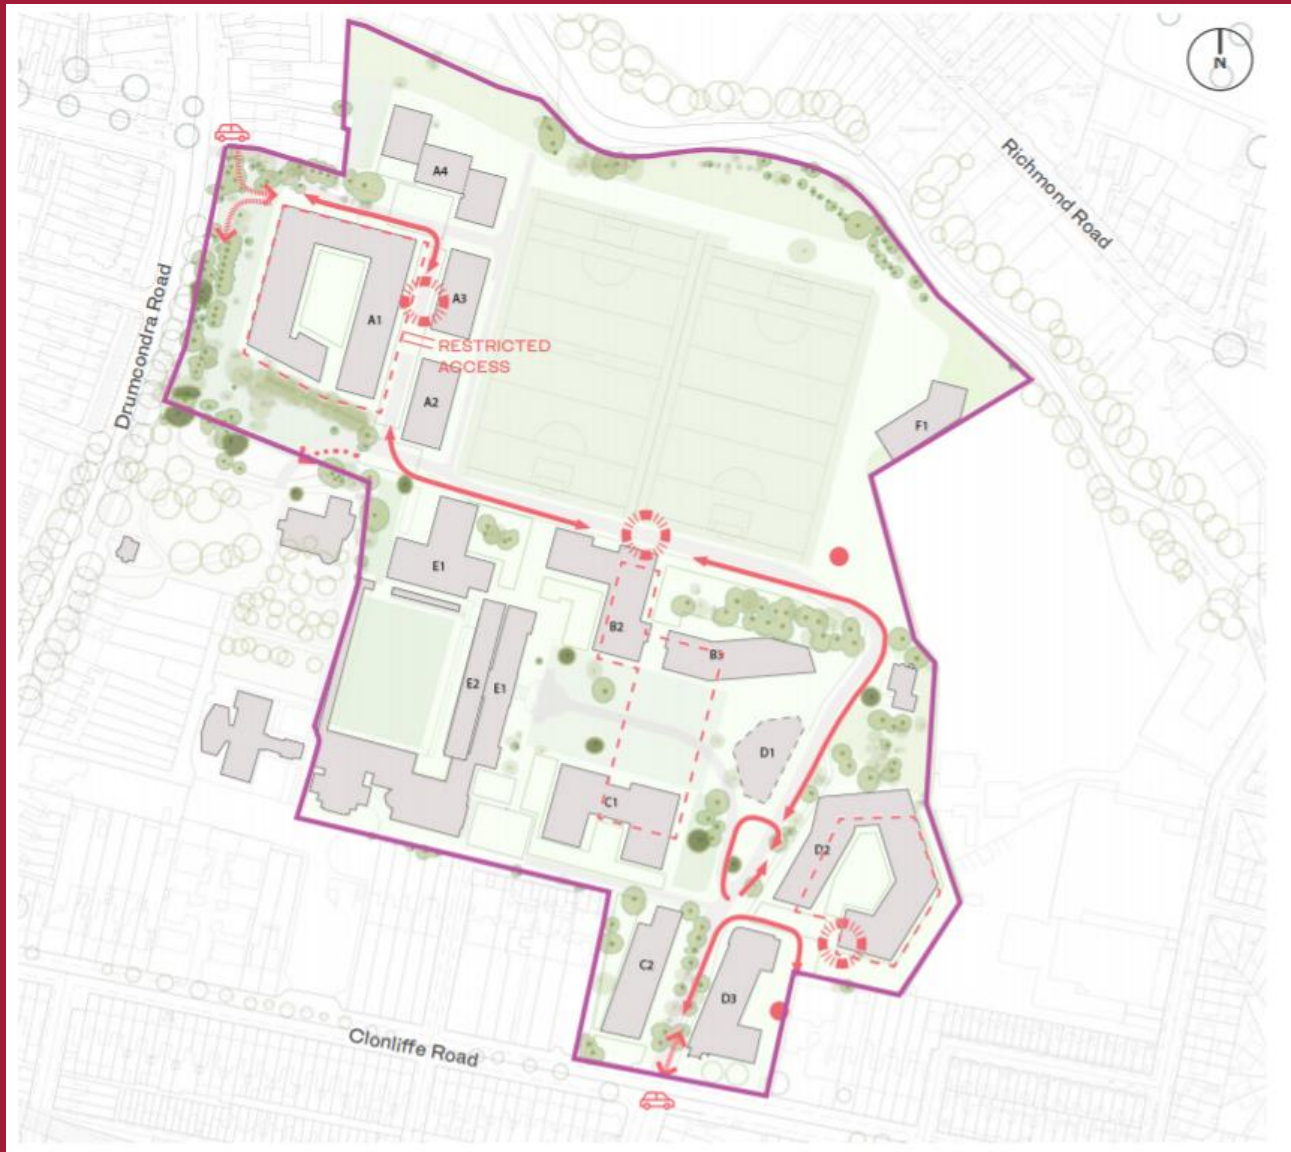 N
Richmond Road
A4
Drumcondra Road
A3
A1
RESTRICTED
ACCESS
A2
F1
E1
B2
B3
E2
E1
D1
C1
D2
C2
D3
Clonliffe Road